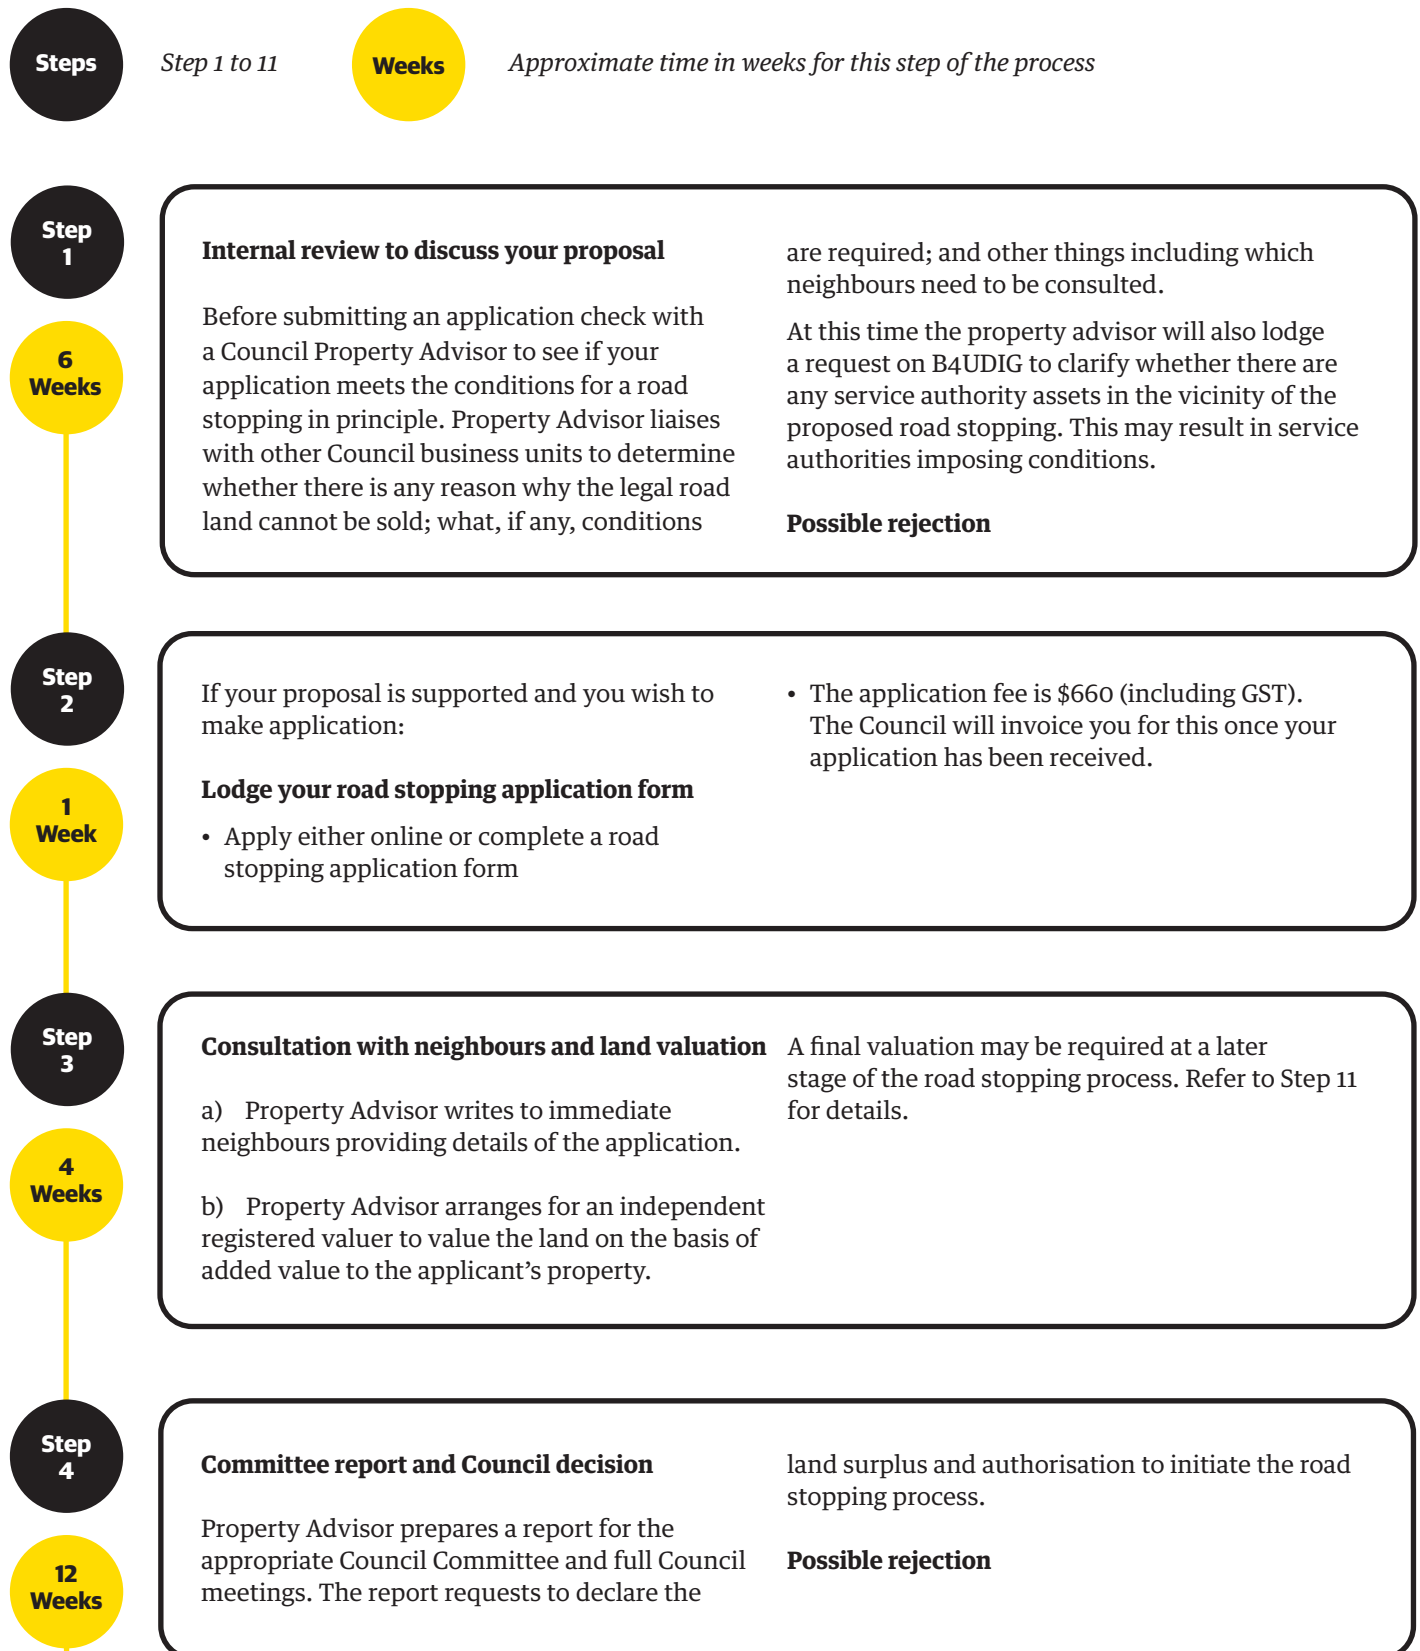 Steps
Step 1 to 11
Weeks
Approximate time in weeks for this step of the process
Step
1
6
Weeks
Internal review to discuss your proposal
Before submitting an application check with
a Council Property Advisor to see if your
application meets the conditions for a road
stopping in principle. Property Advisor liaises
with other Council business units to determine
whether there is any reason why the legal road
land cannot be sold; what, if any, conditions
are required; and other things including which
neighbours need to be consulted.
At this time the property advisor will also lodge
a request on B4UDIG to clarify whether there are
any service authority assets in the vicinity of the
proposed road stopping. This may result in service
authorities imposing conditions.
Possible rejection
Step
2
1
Week
If your proposal is supported and you wish to
make application:
Lodge your road stopping application form
• Apply either online or complete a road
stopping application form
• The application fee is $660 (including GST).
The Council will invoice you for this once your
application has been received.
Step
3
4
Weeks
Consultation with neighbours and land valuation
a) Property Advisor writes to immediate
neighbours providing details of the application.
b) Property Advisor arranges for an independent
registered valuer to value the land on the basis of
added value to the applicant’s property.
A final valuation may be required at a later
stage of the road stopping process. Refer to Step 11
for details.
Step
4
12
Weeks
Committee report and Council decision
Property Advisor prepares a report for the
appropriate Council Committee and full Council
meetings. The report requests to declare the
land surplus and authorisation to initiate the road
stopping process.
Possible rejection